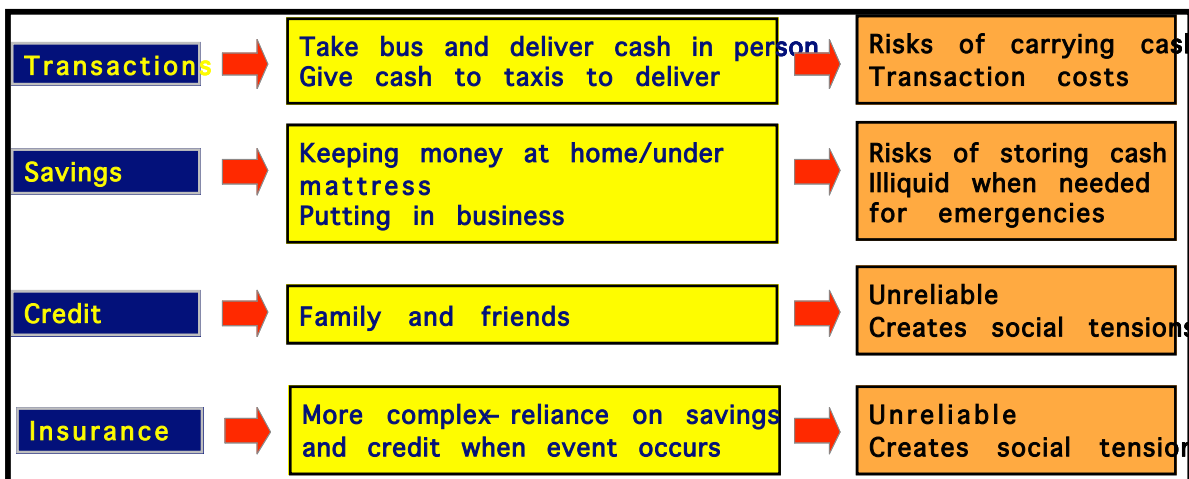 Transactions
Take bus and deliver cash in person
Give cash to taxis to deliver
Risks of carrying cash
Transaction costs
Savings
Keeping money at home/under
mattress
Putting in business
Risks of storing cash
Illiquid when needed
for emergencies
Credit
Family and friends
Unreliable
Creates social tensions
Insurance
More complex– reliance on savings
and credit when event occurs
Unreliable
Creates social tension